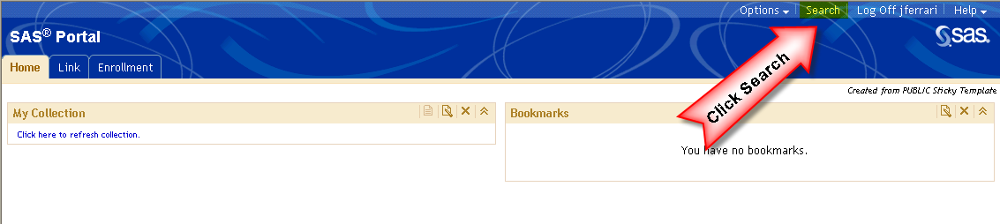 Options Search Log Off jferrari Help
SAS® Portal
sas.
Home Link Enrollment
Click Search
Created from PUBLIC Sticky Template
My Collection
Bookmarks
Click here to refresh collection.
You have no bookmarks.